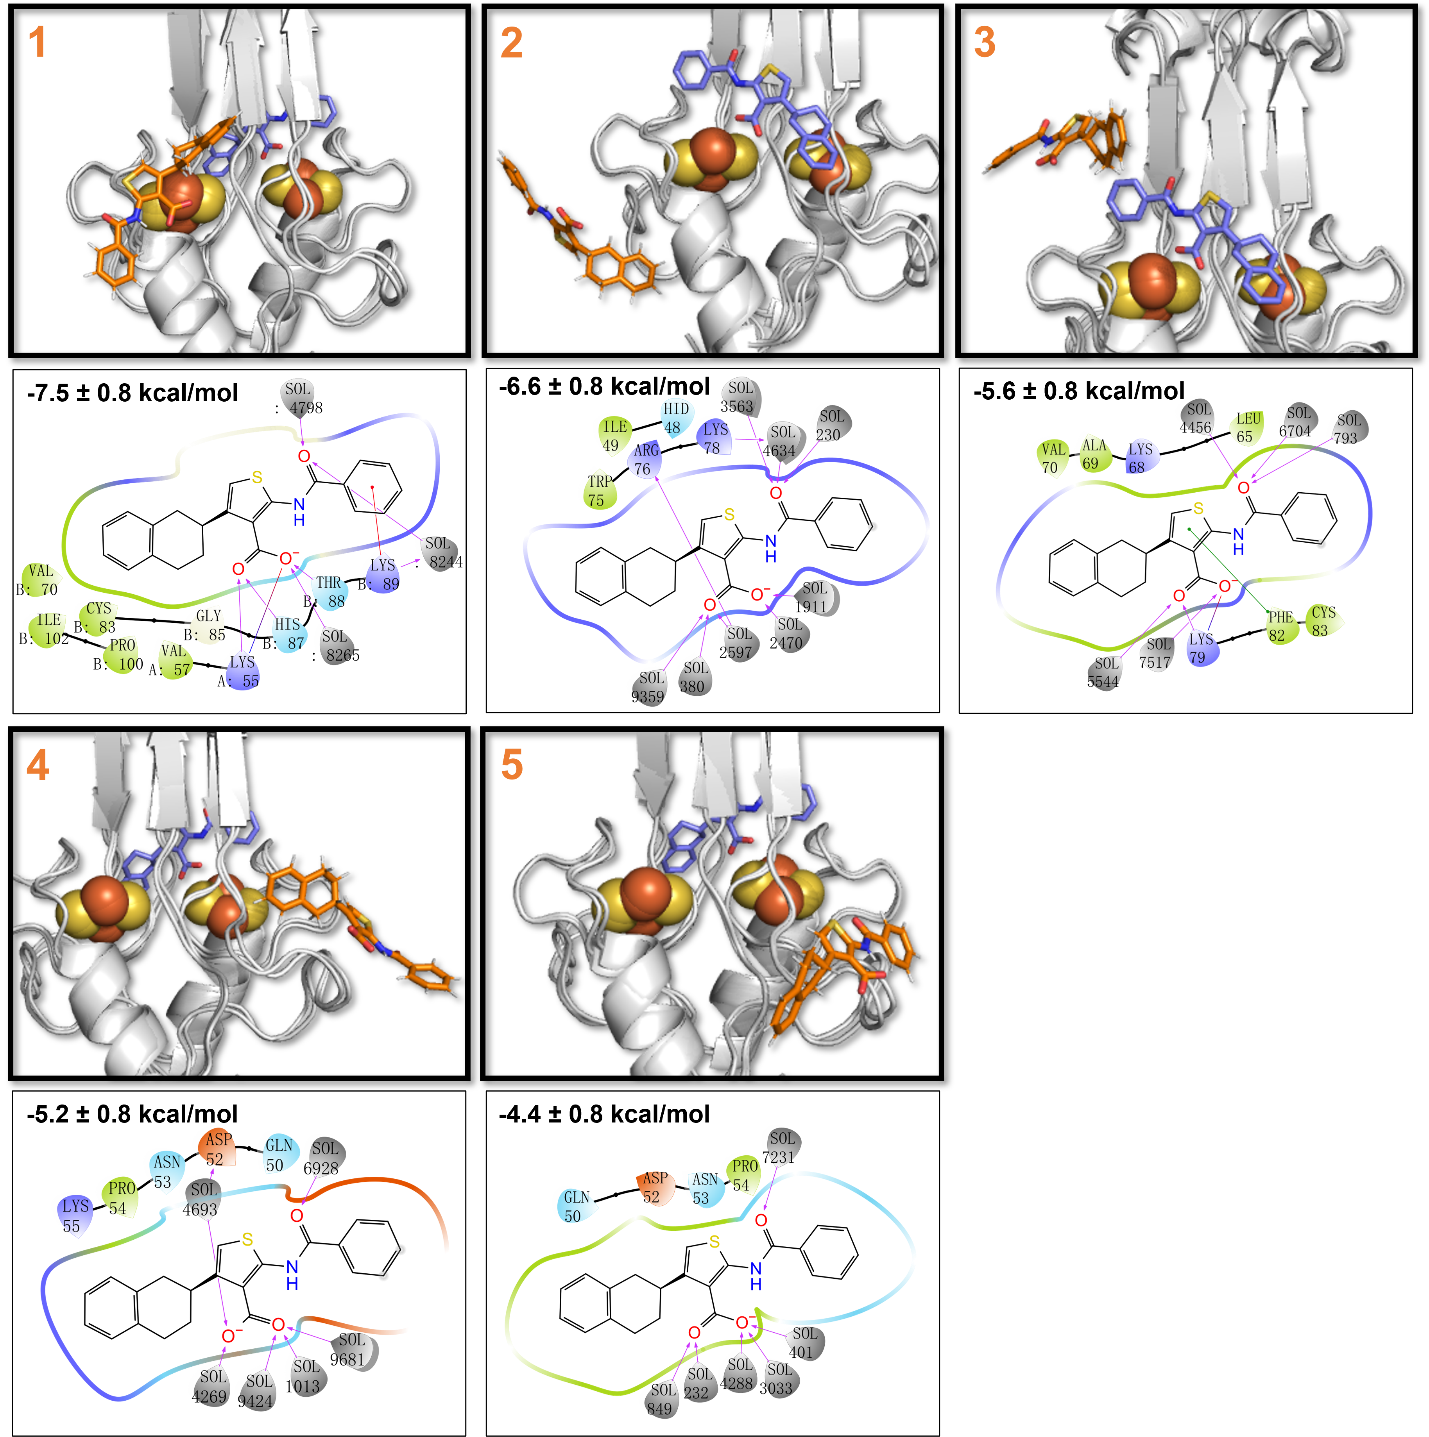 1
2
3
-7.5 ± 0.8 kcal/mol
SOL
: 4798
O
S
N
H
O
O⁻
SOL
: 8244
LYS
B: 89
THR
B: 88
SOL
: 8265
HIS
B: 87
GLY
B: 85
CYS
B: 83
VAL
B: 70
ILE
B: 102
PRO
B: 100
VAL
A: 57
LYS
A: 55
-6.6 ± 0.8 kcal/mol
SOL
3563
HID
48
ILE
49
LYS
78
SOL
4634
SOL
230
ARG
76
TRP
75
O
S
N
H
O
O⁻
SOL
1911
SOL
2470
SOL
2597
SOL
380
SOL
9359
-5.6 ± 0.8 kcal/mol
SOL
4456
LEU
65
SOL
6704
SOL
793
VAL
70
ALA
69
LYS
68
O
S
N
H
O
O⁻
PHE
82
CYS
83
LYS
79
SOL
7517
SOL
5544
4
5
-5.2 ± 0.8 kcal/mol
ASP
52
GLN
50
SOL
6928
ASN
53
PRO
54
LYS
55
SOL
4693
O
S
N
H
O⁻
O
SOL
9681
SOL
1013
SOL
9424
SOL
4269
-4.4 ± 0.8 kcal/mol
SOL
7231
PRO
54
ASN
53
ASP
52
GLN
50
O
S
N
H
O
O⁻
SOL
401
SOL
3033
SOL
4288
SOL
232
SOL
849